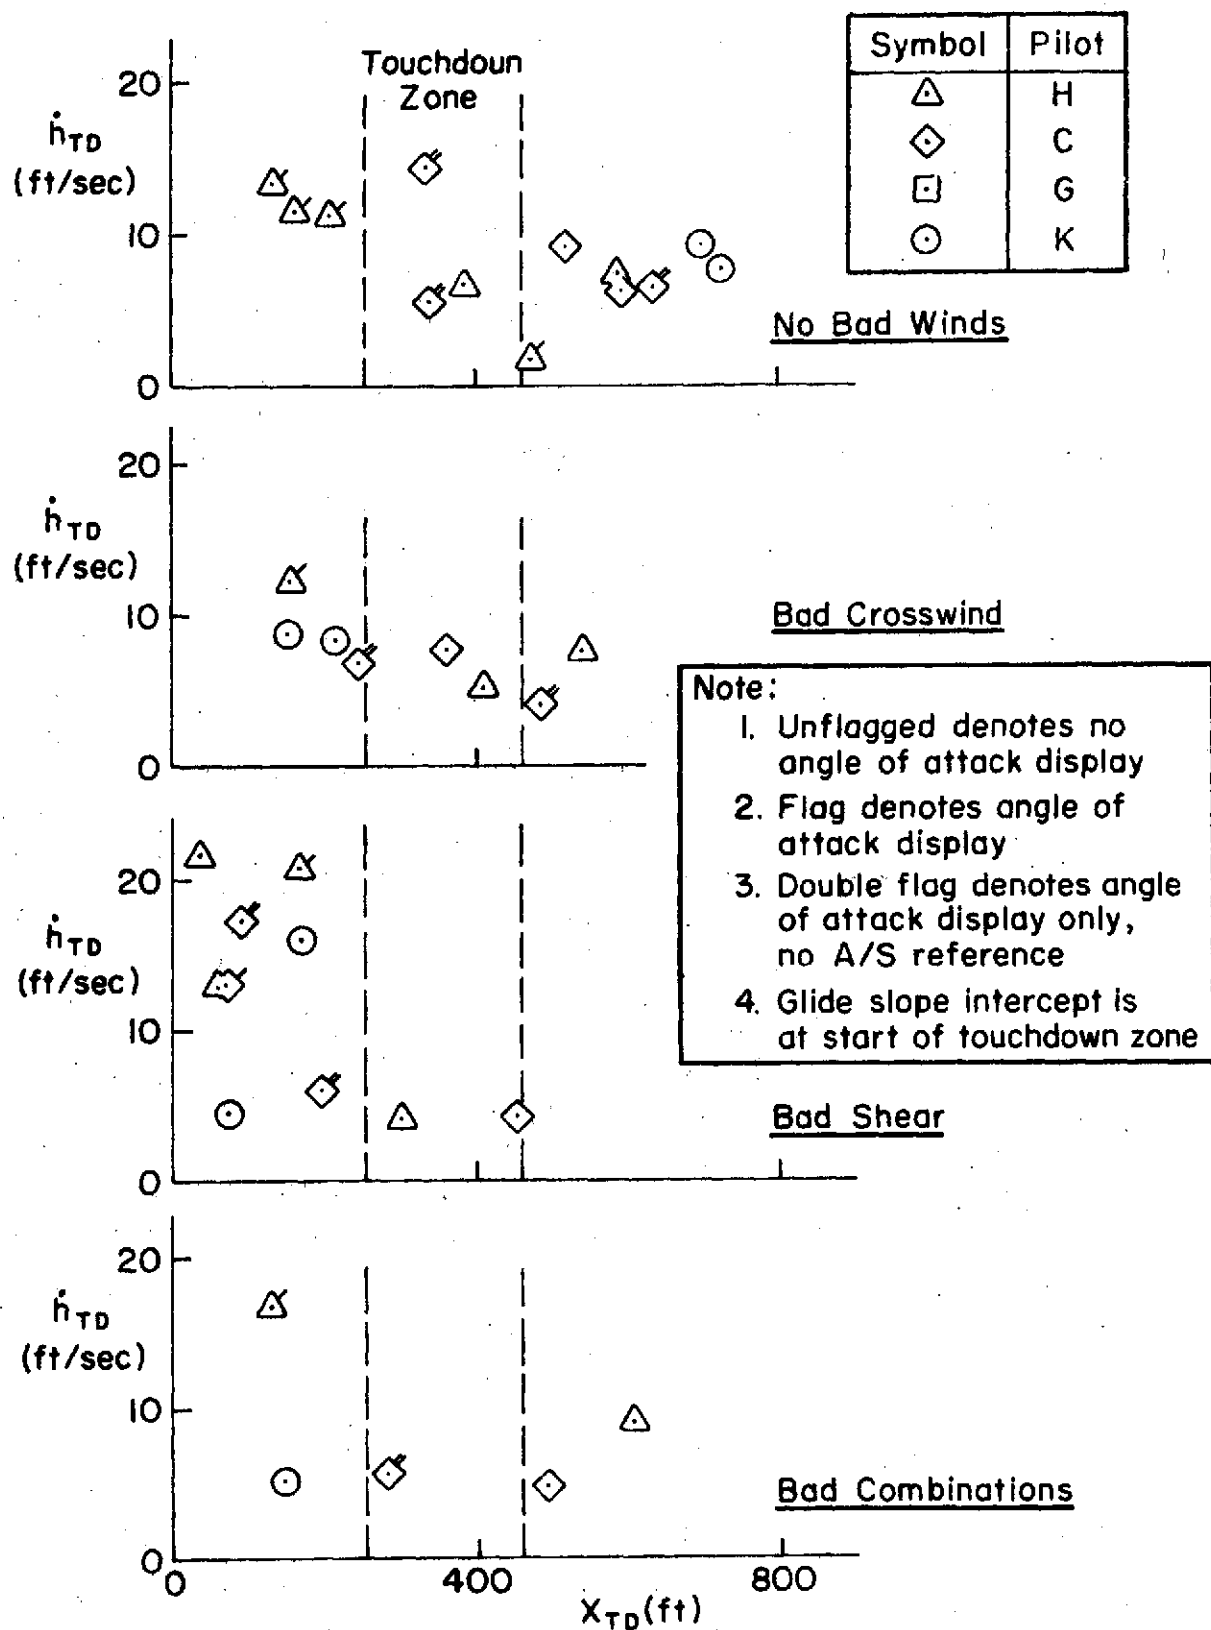 Symbol Pilot
H
C
G
K
Touchdoun
Zone
20
ḣTD
(ft/sec)
10
0
No Bad Winds
20
ḣTD
(ft/sec)
10
0
Bad Crosswind
Note:
1. Unflagged denotes no
angle of attack display
2. Flag denotes angle of
attack display
3. Double flag denotes angle
of attack display only,
no A/S reference
4. Glide slope intercept is
at start of touchdown zone
20
ḣTD
(ft/sec)
10
0
Bad Shear
20
ḣTD
(ft/sec)
10
0
Bad Combinations
0 400 800
XTD(ft)